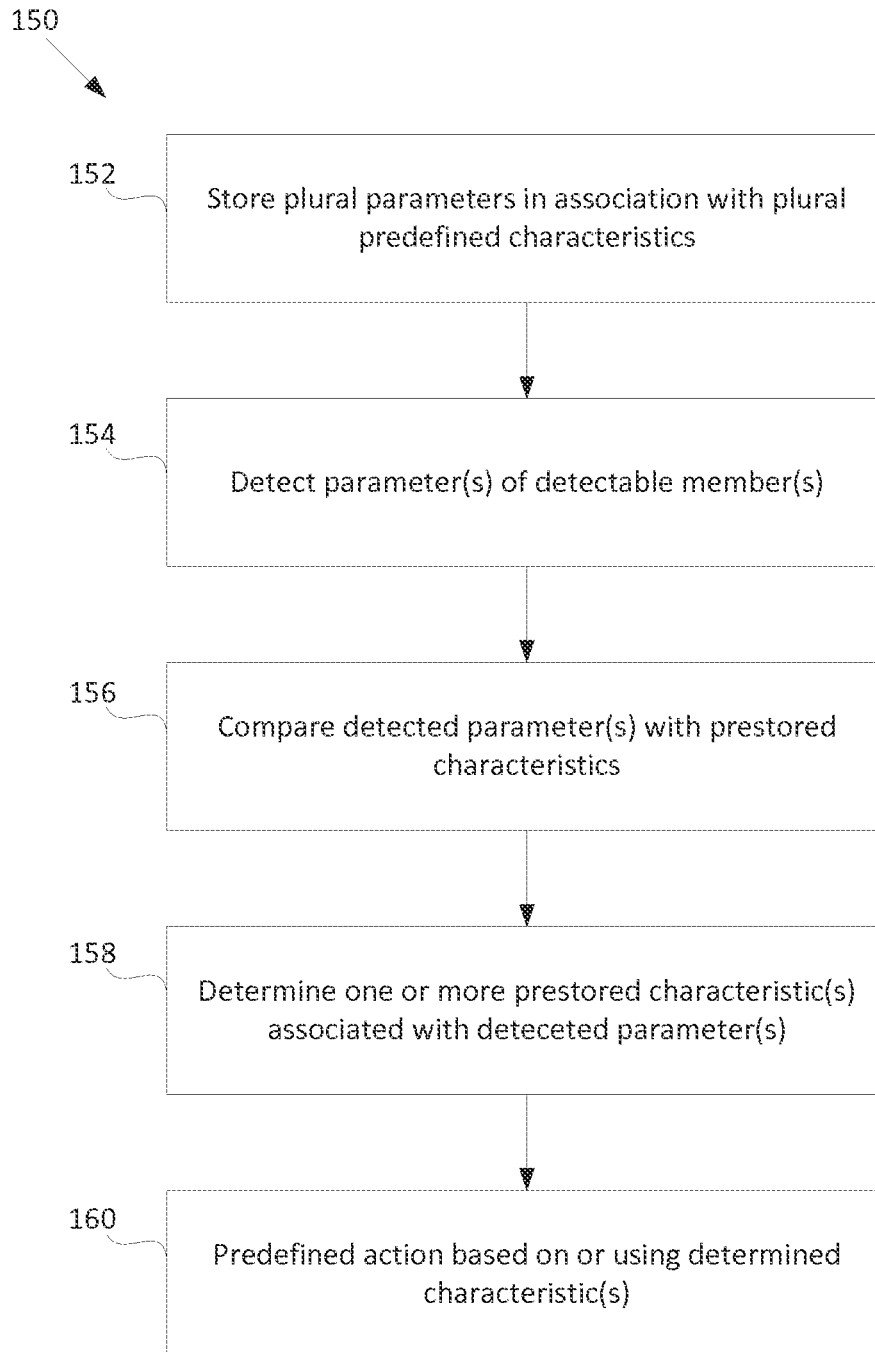 150
152
Store plural parameters in association with plural
predefined characteristics
154
Detect parameter(s) of detectable member(s)
156
Compare detected parameter(s) with prestored
characteristics
158
Determine one or more prestored characteristic(s)
associated with deteceted parameter(s)
160
Predefined action based on or using determined
characteristic(s)